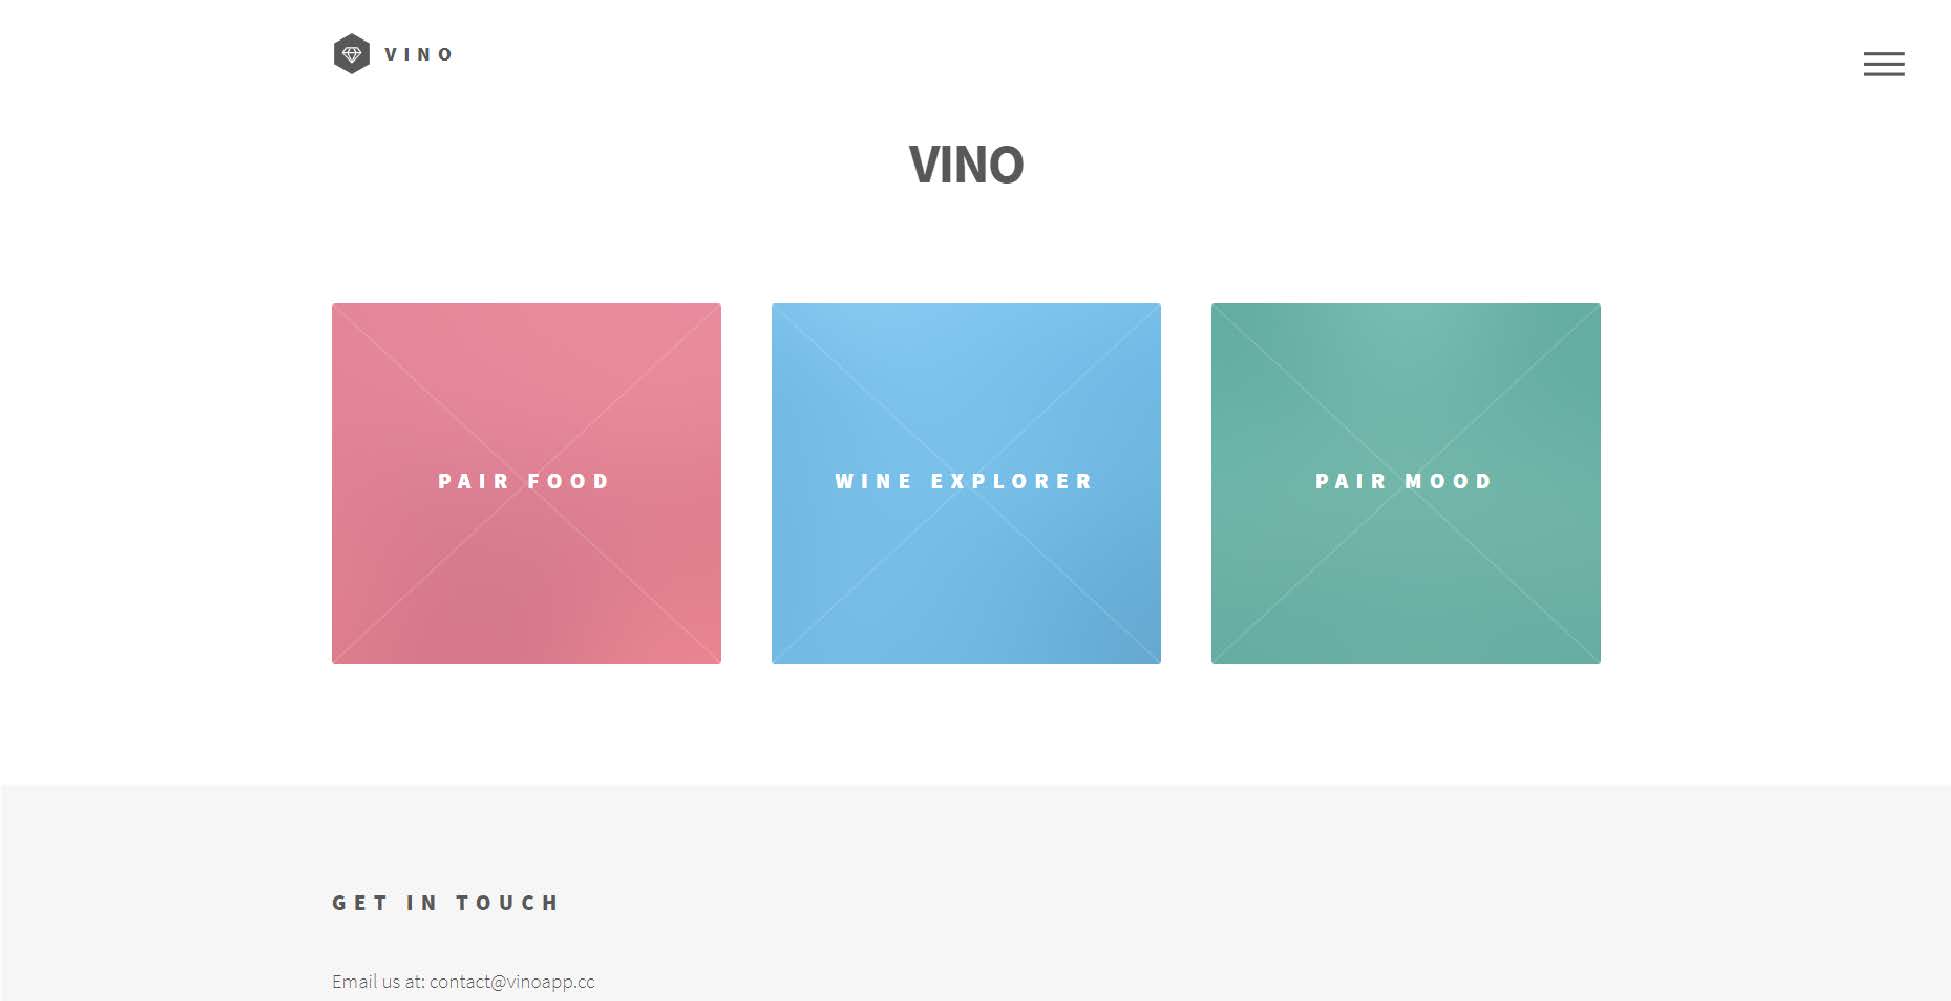 VINO
VINO
PAIR FOOD
WINE EXPLORER
PAIR MOOD
GET IN TOUCH
Email us at: contact@vinoapp.cc